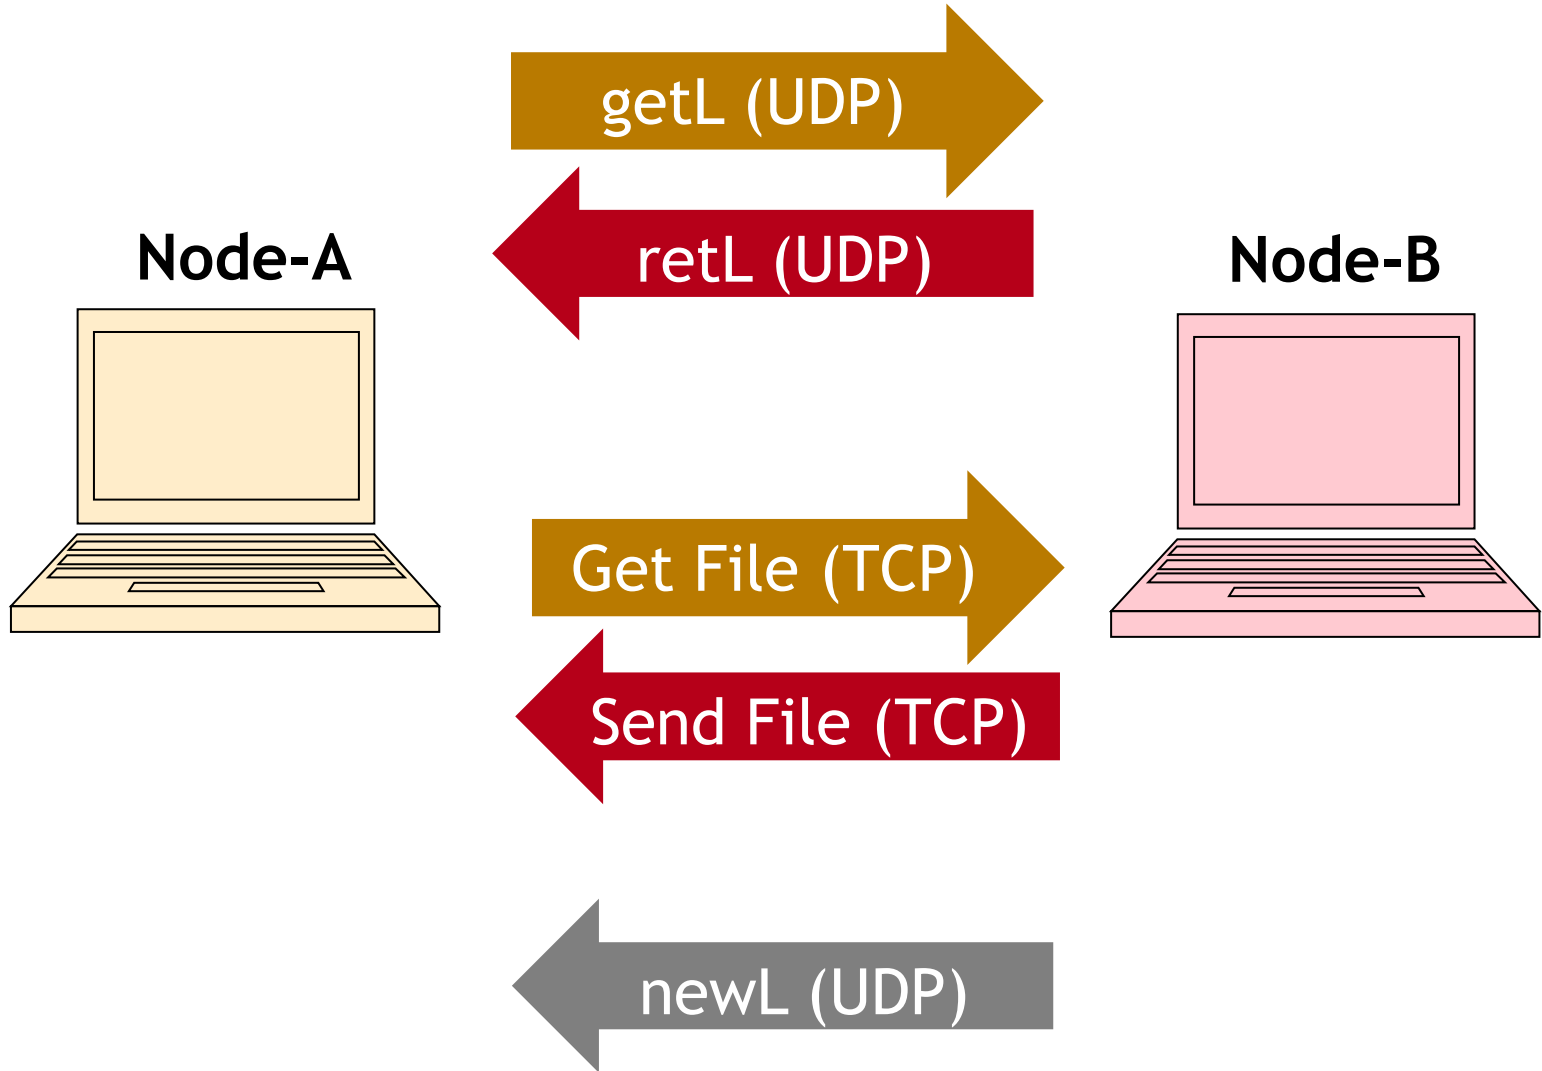 getL (UDP)
retL (UDP)
Node-A
Node-B
Get File (TCP)
Send File (TCP)
newL (UDP)